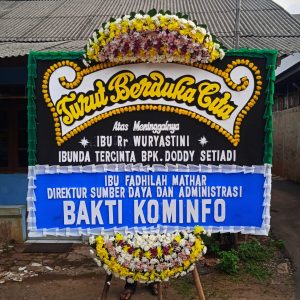 Turut Berduka Cita
Atas Meninggalnya
IBU Rr WURYASTINI
IBUNDA TERCINTA BPK. DODDY SETIADI
IBU FADHILAH MATHAR
DIREKTUR SUMBER DAYA DAN ADMINISTRASI
BAKTI KOMINFO